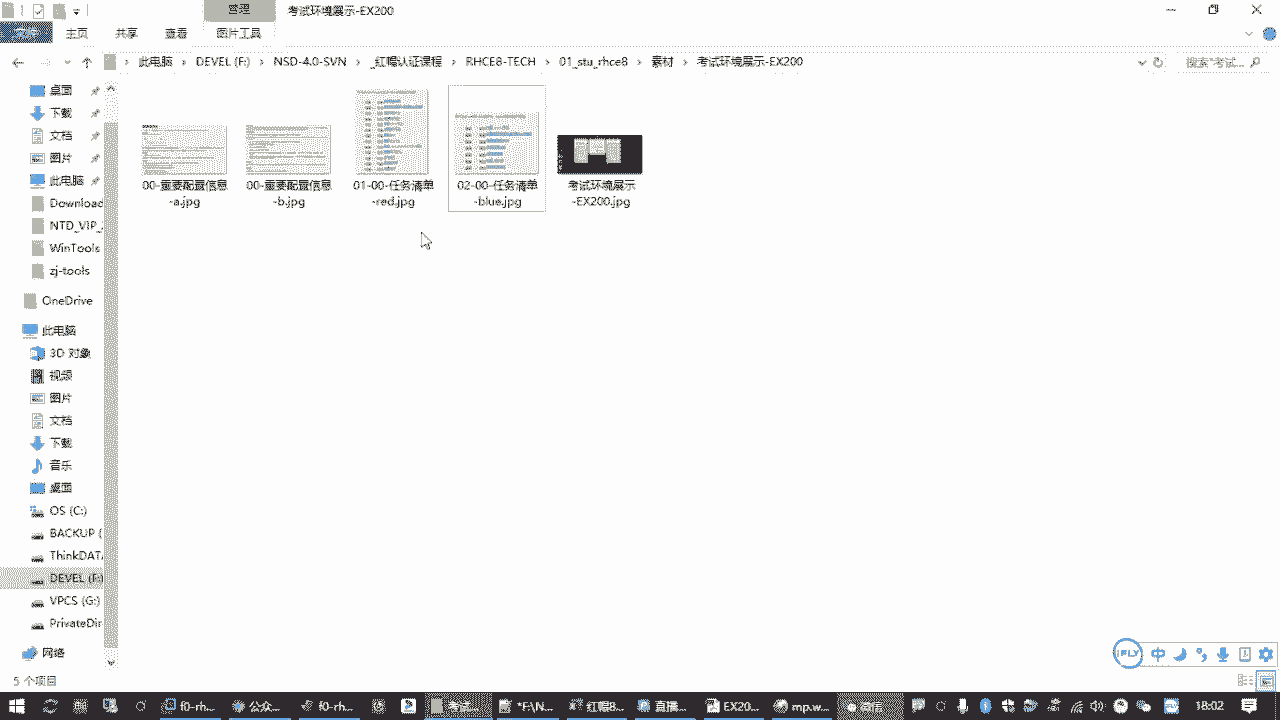 管理
考试环境展示-EX200
主页
共享
查看
图片工具
此电脑 › DEVEL (F:) › NSD-4.0-SVN › _红帽认证课程 › RHCE8-TECH › 01_stu_rhce8 › 素材 › 考试环境展示-EX200
搜索"考试...
桌面
下载
文档
图片
此电脑
Download
NTD_VIP_
WinTools
zj-tools
OneDrive
此电脑
3D 对象
视频
图片
文档
下载
音乐
桌面
OS (C:)
BACKUP (
ThinkDATA
DEVEL (F:)
VPCS (G:)
PrivateDir
网络
00-重要配置信息
-a.jpg
00-重要配置信息
-b.jpg
01-00-任务清单
-red.jpg
02-00-任务清单
-blue.jpg
考试环境展示
-EX200.jpg
iFLY
中
5 个项目
f0-rh...
公众...
f0-rh...
*FAN...
红帽8...
直播...
EX20...
mp.w...
中
18:02